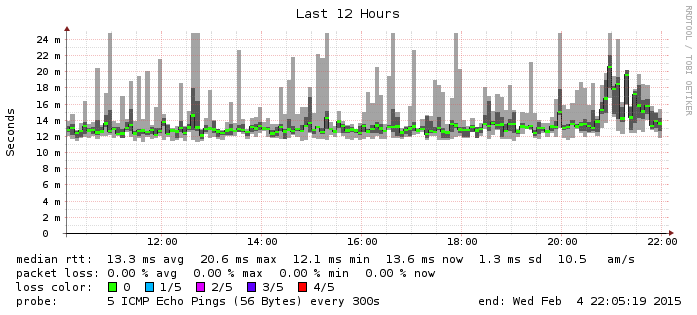 Last 12 Hours
RRDTOOL / TOBI OETIKER
Seconds
24 m
22 m
20 m
18 m
16 m
14 m
12 m
10 m
8 m
6 m
4 m
2 m
0
12:00 14:00 16:00 18:00 20:00 22:00
median rtt: 13.3 ms avg 20.6 ms max 12.1 ms min 13.6 ms now 1.3 ms sd 10.5 am/s
packet loss: 0.00 % avg 0.00 % max 0.00 % min 0.00 % now
loss color: 0 1/5 2/5 3/5 4/5
probe: 5 ICMP Echo Pings (56 Bytes) every 300s end: Wed Feb 4 22:05:19 2015